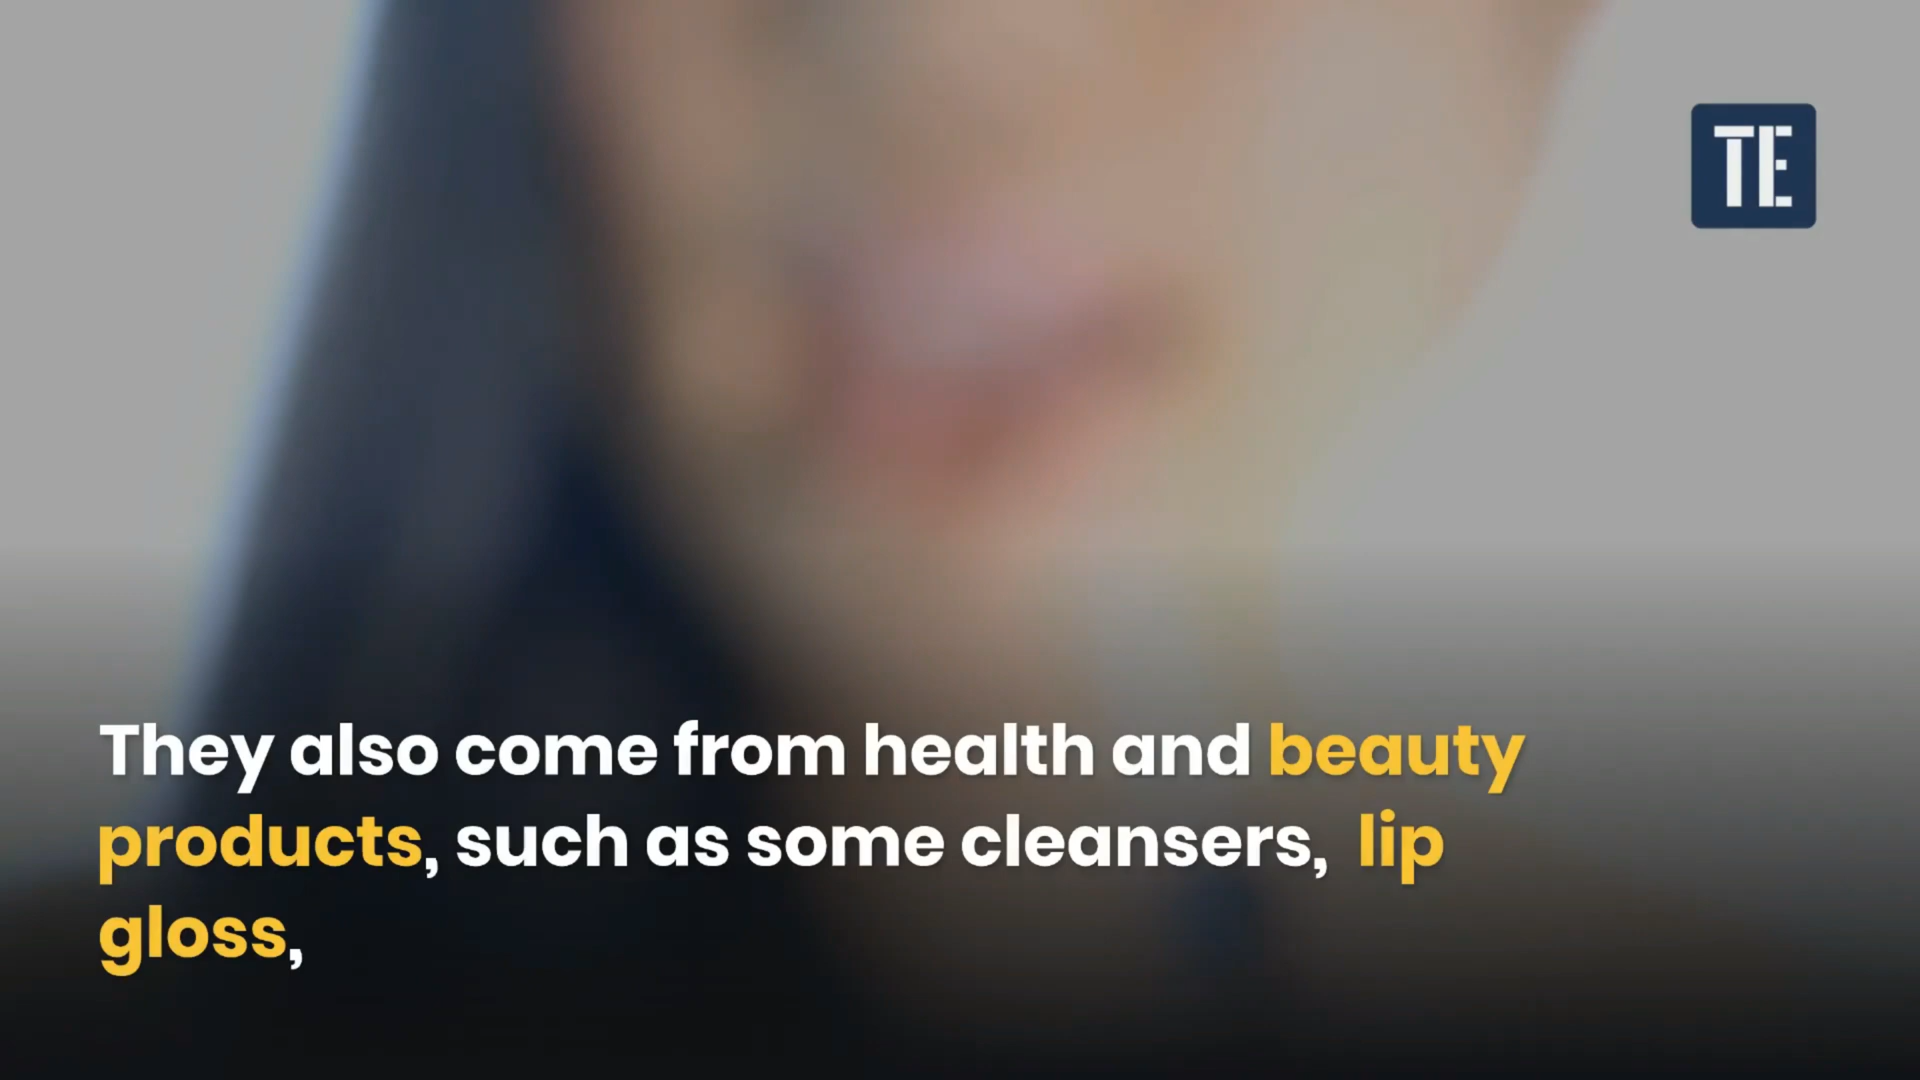 TE
They also come from health and beauty
products, such as some cleansers, lip
gloss,